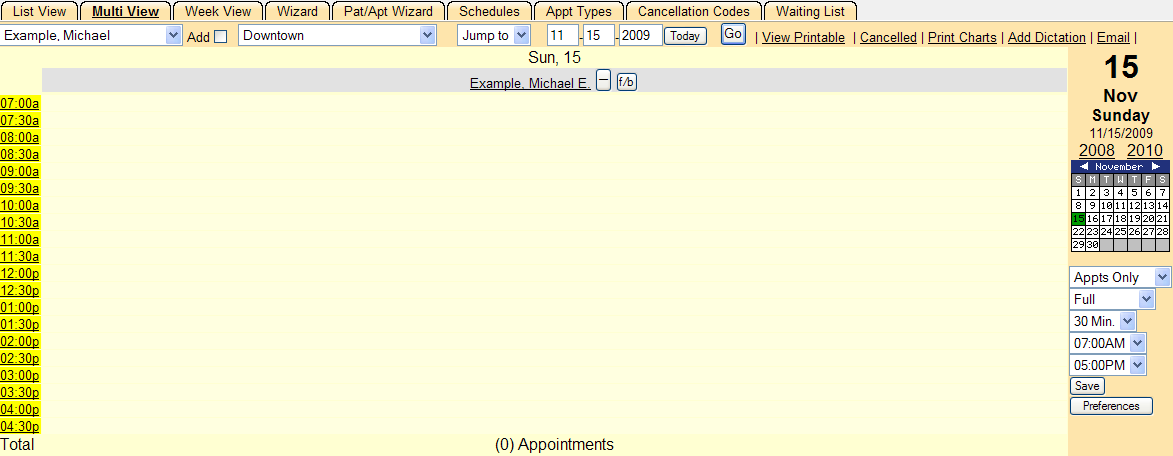 List View Multi View Week View Wizard Pat/Apt Wizard Schedules Appt Types Cancellation Codes Waiting List
Example, Michael Add Downtown Jump to 11 - 15 - 2009 Today Go | View Printable | Cancelled | Print Charts | Add Dictation | Email |
Sun, 15
Example, Michael E. — f/b
07:00a
07:30a
08:00a
08:30a
09:00a
09:30a
10:00a
10:30a
11:00a
11:30a
12:00p
12:30p
01:00p
01:30p
02:00p
02:30p
03:00p
03:30p
04:00p
04:30p
Total (0) Appointments
15
Nov
Sunday
11/15/2009
2008 2010
November
S M T W T F S
1 2 3 4 5 6 7
8 9 10 11 12 13 14
15 16 17 18 19 20 21
22 23 24 25 26 27 28
29 30
Appts Only
Full
30 Min.
07:00AM
05:00PM
Save
Preferences